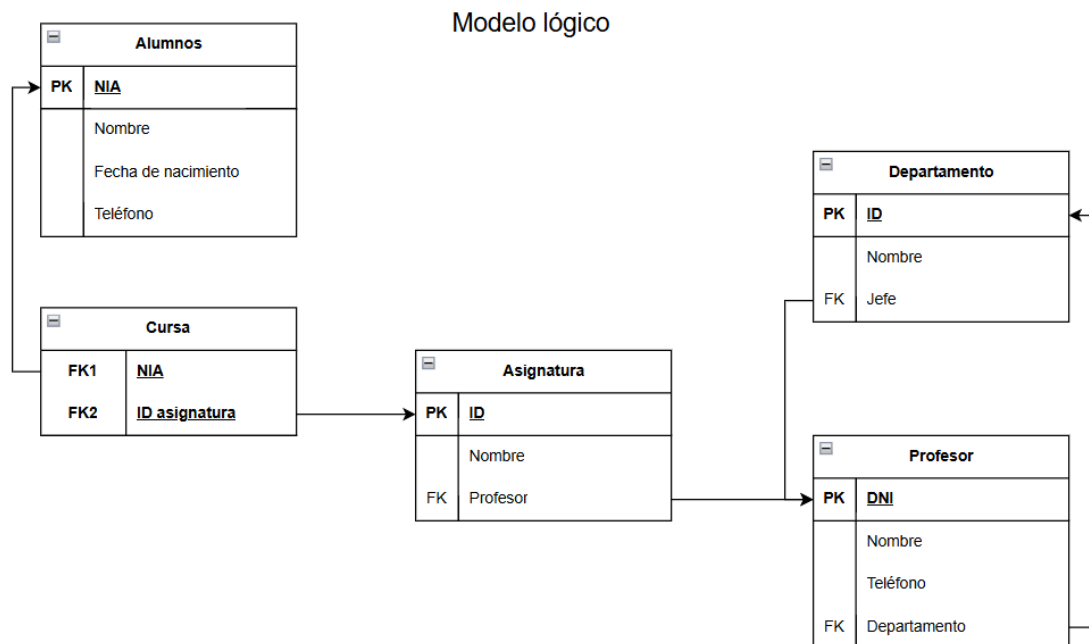 Modelo lógico
Alumnos
PK NIA
Nombre
Fecha de nacimiento
Teléfono
Cursa
FK1 NIA
FK2 ID asignatura
Asignatura
PK ID
Nombre
FK Profesor
Departamento
PK ID
Nombre
FK Jefe
Profesor
PK DNI
Nombre
Teléfono
FK Departamento